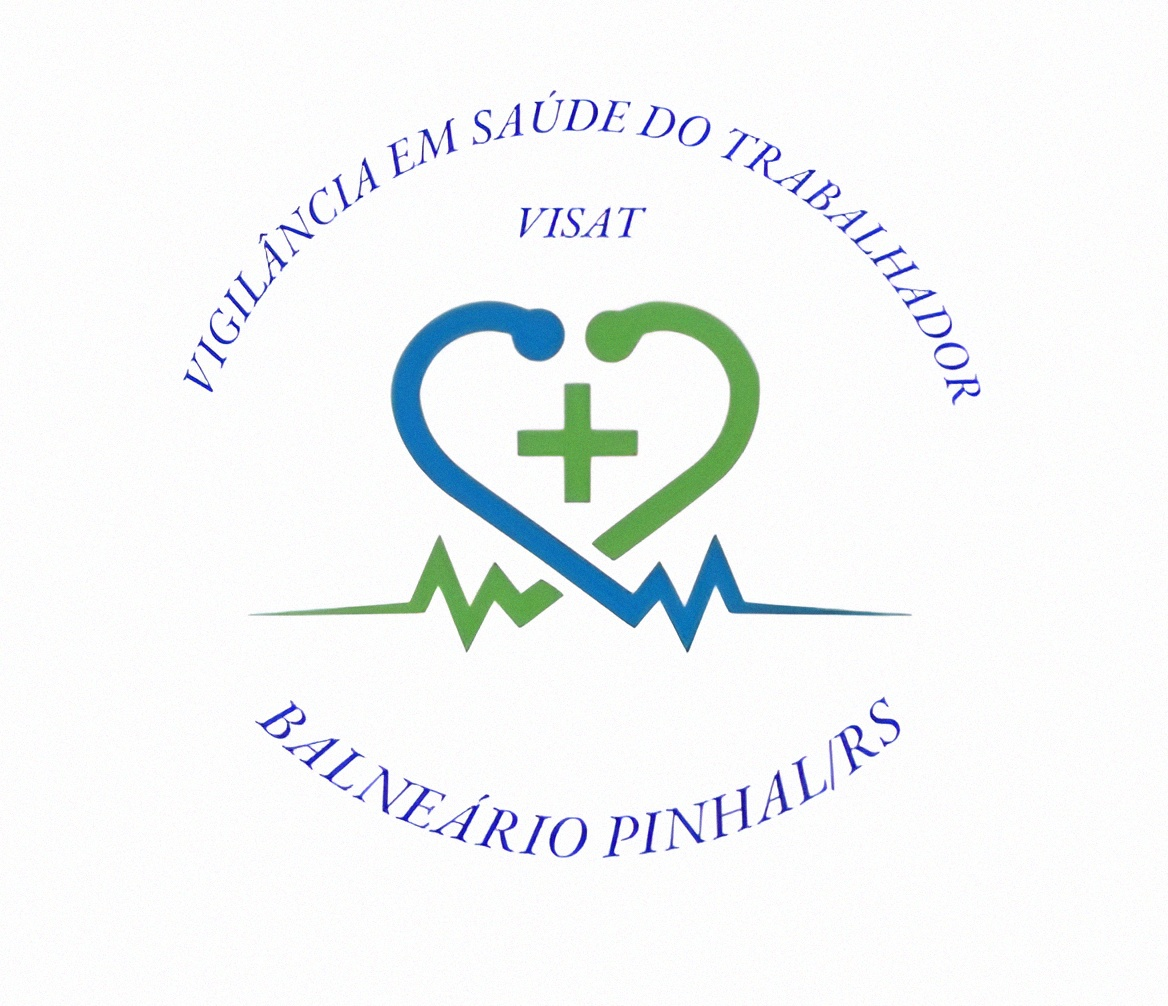 VIGILÂNCIA EM SAÚDE DO TRABALHADOR
VISAT
BALNEÁRIO PINHAL/RS